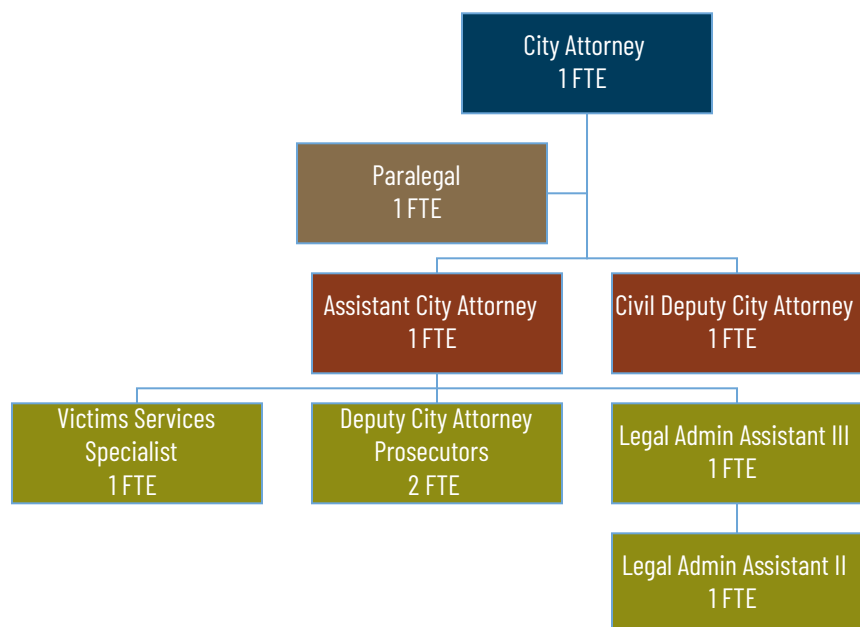 City Attorney
1 FTE
Paralegal
1 FTE
Assistant City Attorney
1 FTE
Civil Deputy City Attorney
1 FTE
Victims Services
Specialist
1 FTE
Deputy City Attorney
Prosecutors
2 FTE
Legal Admin Assistant III
1 FTE
Legal Admin Assistant II
1 FTE